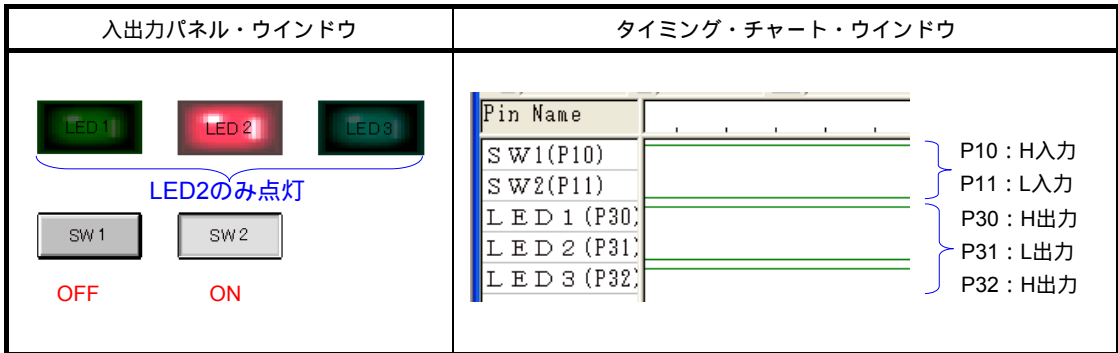 入出力パネル・ウインドウ
タイミング・チャート・ウインドウ
LED1
LED2
LED3
LED2のみ点灯
SW1
SW2
OFF
ON
Pin Name
SW1(P10)
SW2(P11)
LED1(P30)
LED2(P31)
LED3(P32)
P10：H入力
P11：L入力
P30：H出力
P31：L出力
P32：H出力